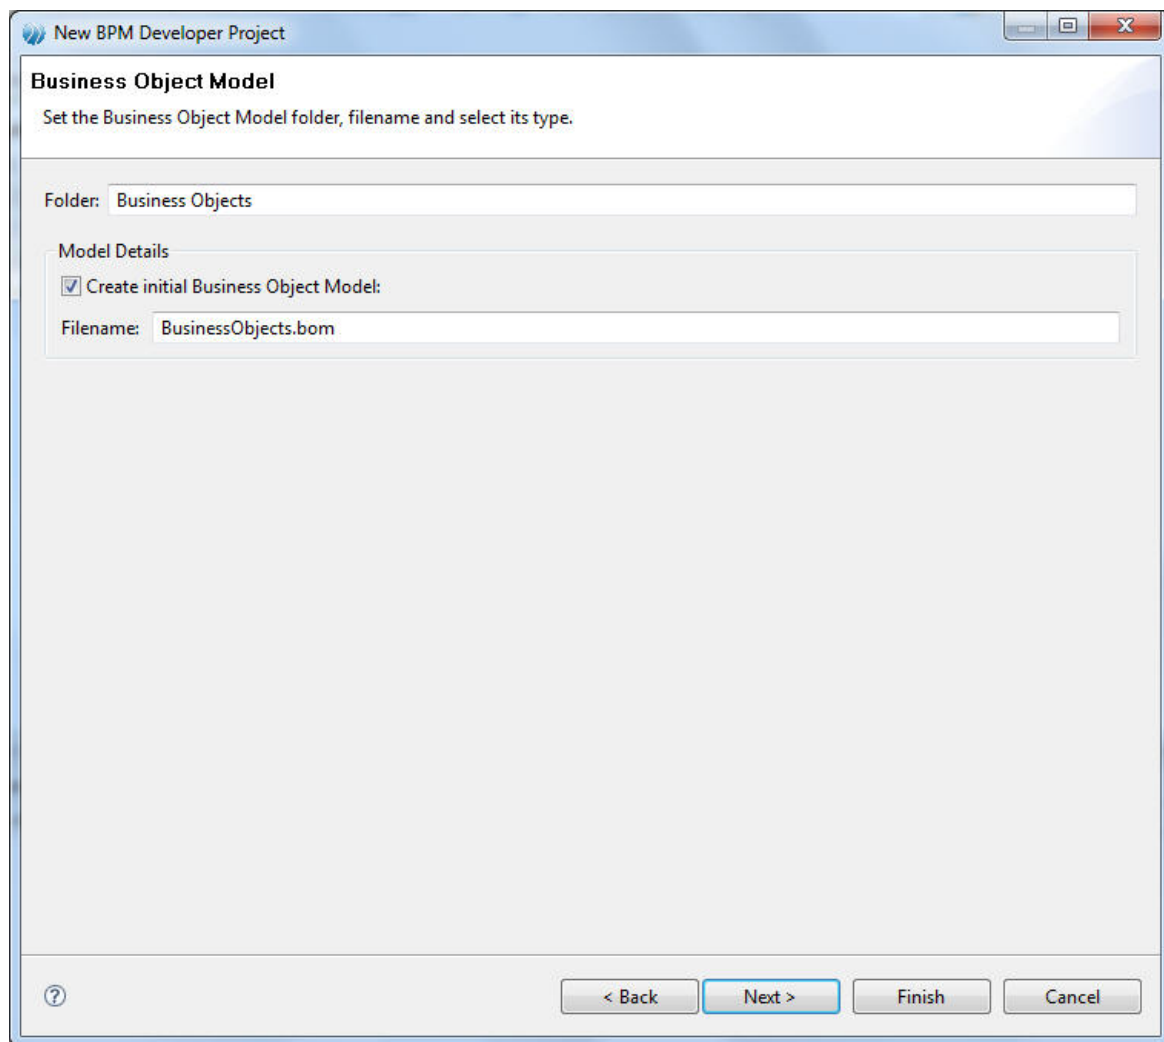 New BPM Developer Project
Business Object Model
Set the Business Object Model folder, filename and select its type.
Folder: Business Objects
Model Details
Create initial Business Object Model:
Filename: BusinessObjects.bom
< Back Next > Finish Cancel